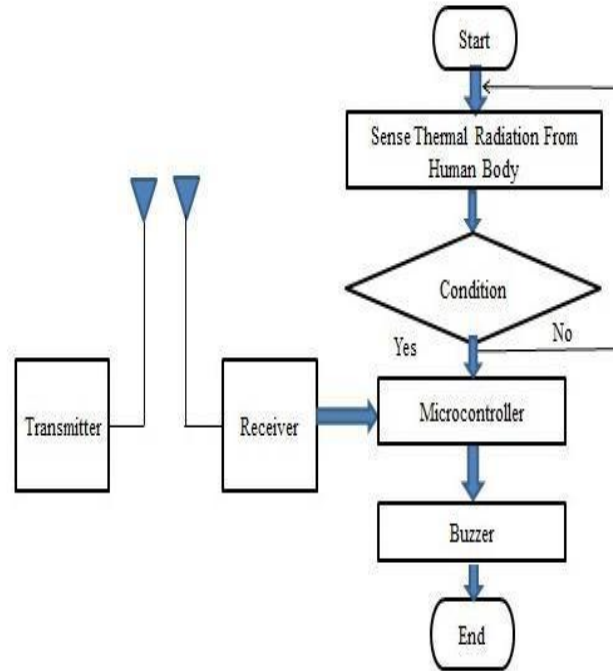 Start
Sense Thermal Radiation From
Human Body
Condition
Yes
No
Transmitter
Receiver
Microcontroller
Buzzer
End